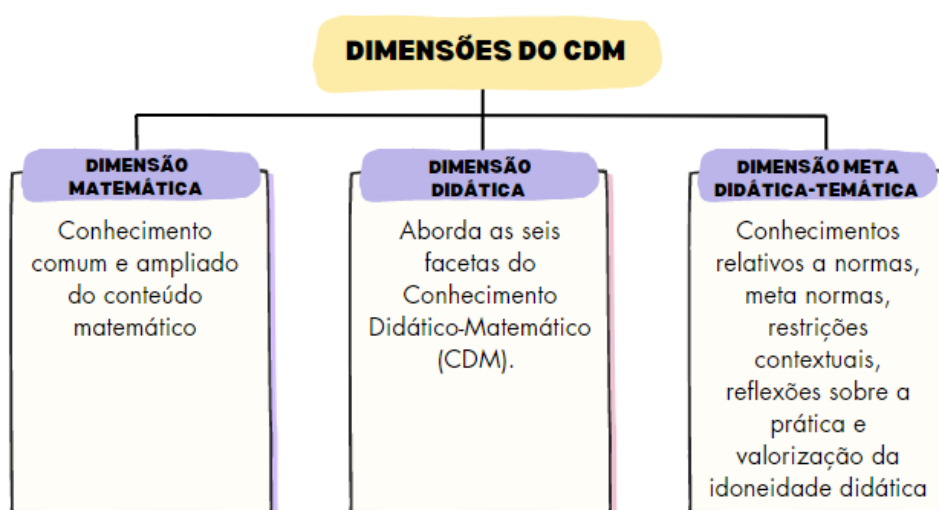 DIMENSÕES DO CDM
DIMENSÃO
MATEMÁTICA
Conhecimento
comum e ampliado
do conteúdo
matemático
DIMENSÃO
DIDÁTICA
Aborda as seis
facetas do
Conhecimento
Didático-Matemático
(CDM).
DIMENSÃO META
DIDÁTICA-TEMÁTICA
Conhecimentos
relativos a normas,
meta normas,
restrições
contextuais,
reflexões sobre a
prática e
valorização da
idoneidade didática